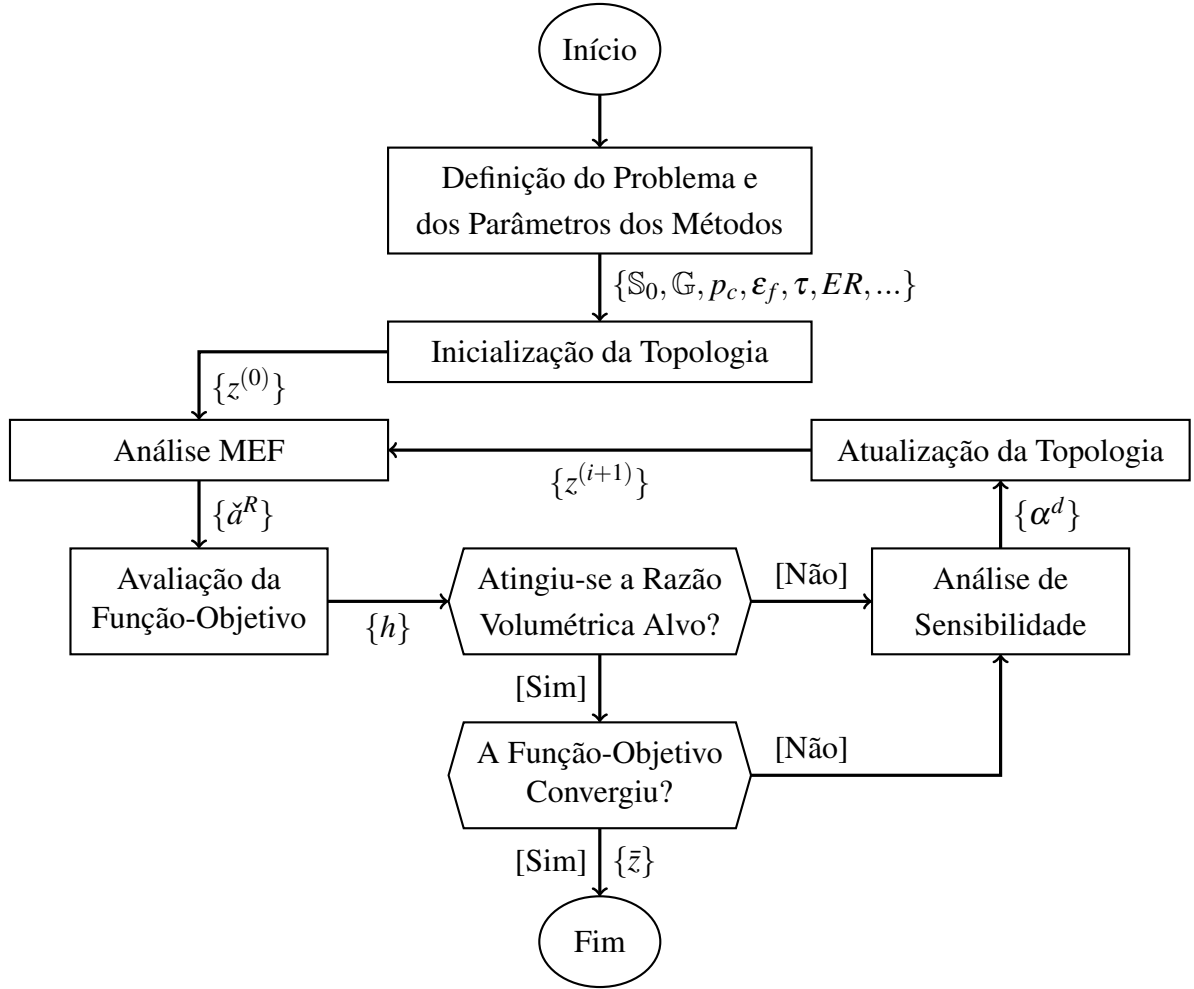 Início
Definição do Problema e
dos Parâmetros dos Métodos
{𝕊₀, 𝔾, p_c, ε_f, τ, ER, ...}
Inicialização da Topologia
{z^(0)}
Análise MEF
Atualização da Topologia
{z^(i+1)}
{ǎ^R}
{α^d}
Avaliação da
Função-Objetivo
{h}
Atingiu-se a Razão
Volumétrica Alvo?
[Não]
Análise de
Sensibilidade
[Sim]
A Função-Objetivo
Convergiu?
[Não]
[Sim]
{z̄}
Fim